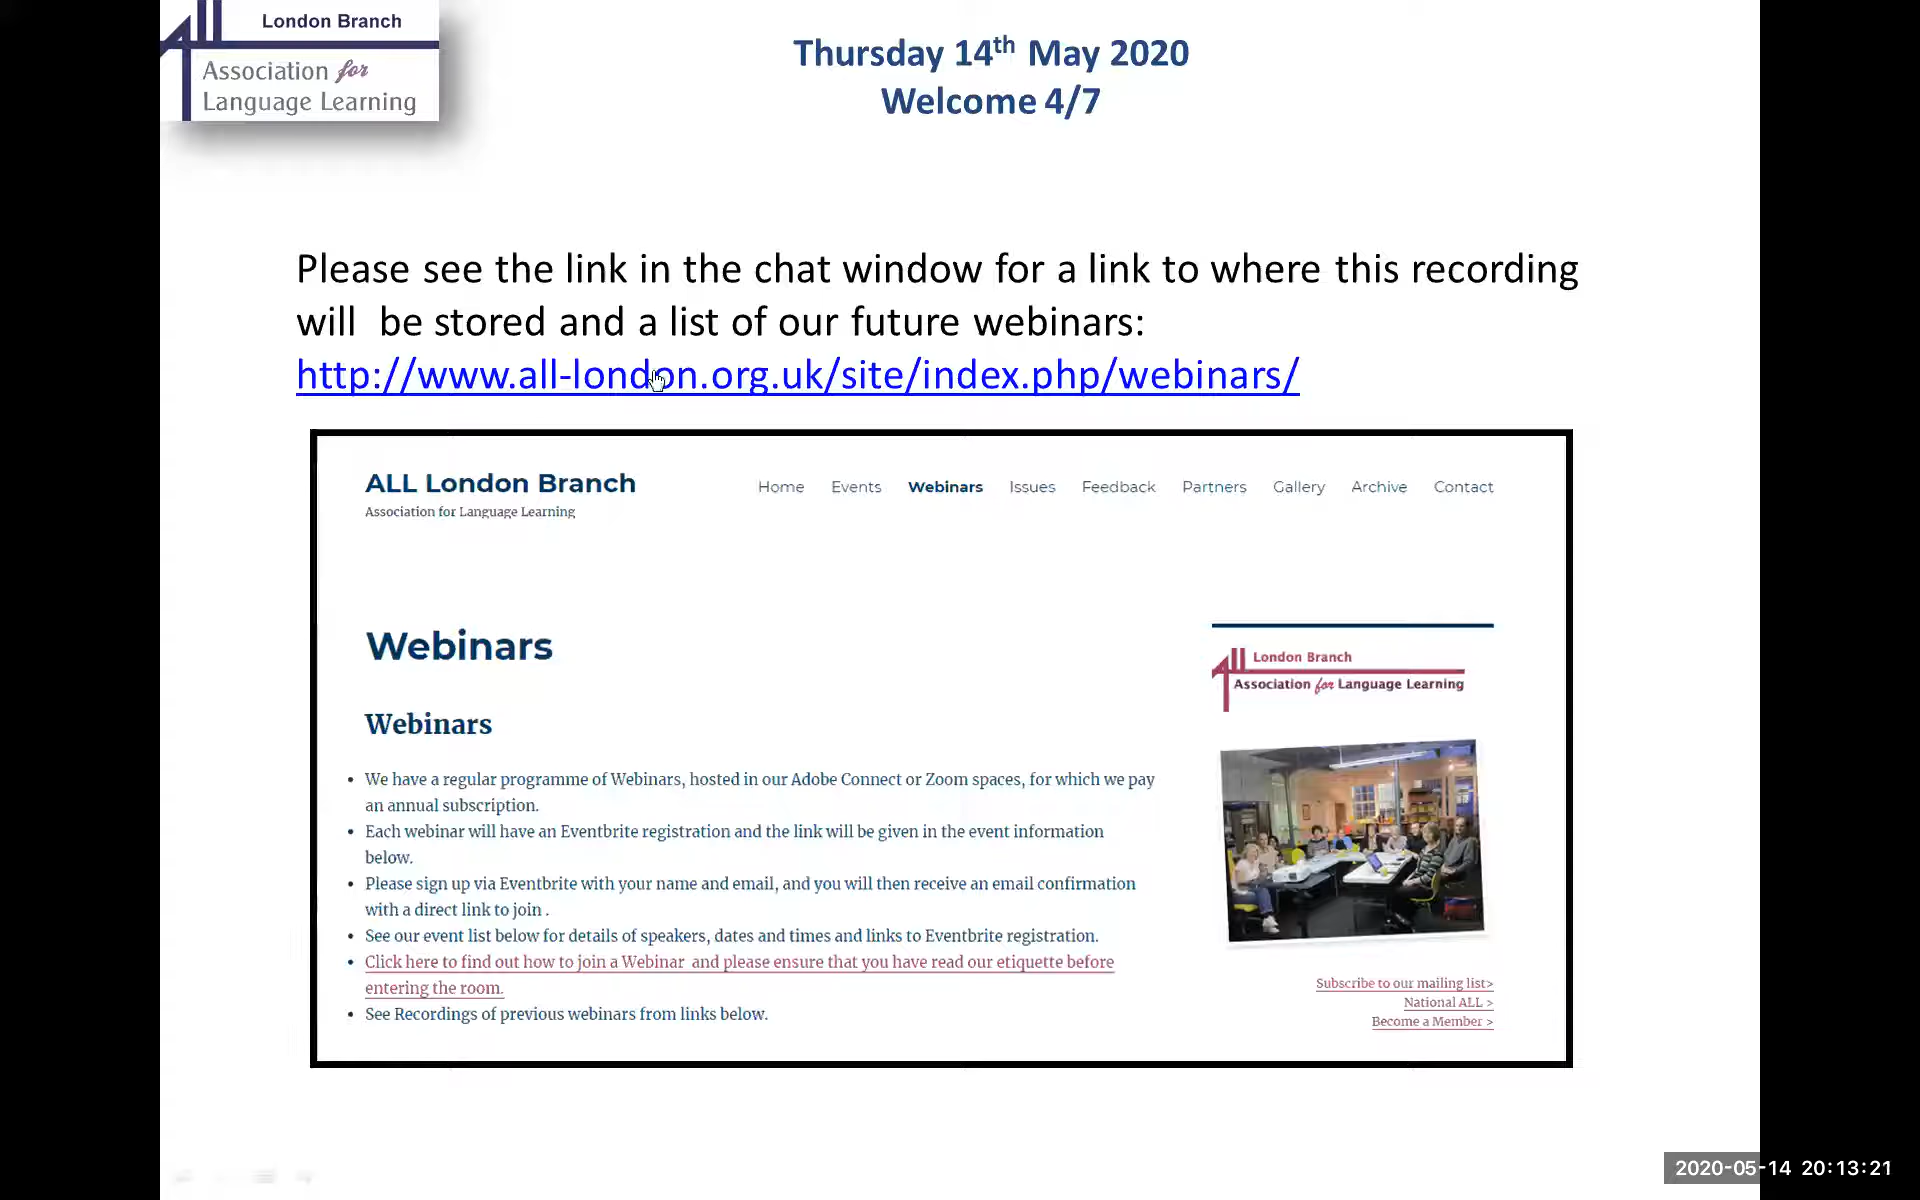 London Branch
Association for
Language Learning
Thursday 14th May 2020
Welcome 4/7
Please see the link in the chat window for a link to where this recording
will  be stored and a list of our future webinars:
http://www.all-london.org.uk/site/index.php/webinars/
ALL London Branch
Association for Language Learning
Home Events Webinars Issues Feedback Partners Gallery Archive Contact
Webinars
Webinars
• We have a regular programme of Webinars, hosted in our Adobe Connect or Zoom spaces, for which we pay
an annual subscription.
• Each webinar will have an Eventbrite registration and the link will be given in the event information
below.
• Please sign up via Eventbrite with your name and email, and you will then receive an email confirmation
with a direct link to join .
• See our event list below for details of speakers, dates and times and links to Eventbrite registration.
• Click here to find out how to join a Webinar  and please ensure that you have read our etiquette before
entering the room.
• See Recordings of previous webinars from links below.
All London Branch
Association for Language Learning
Subscribe to our mailing list>
National ALL >
Become a Member >
2020-05-14 20:13:21